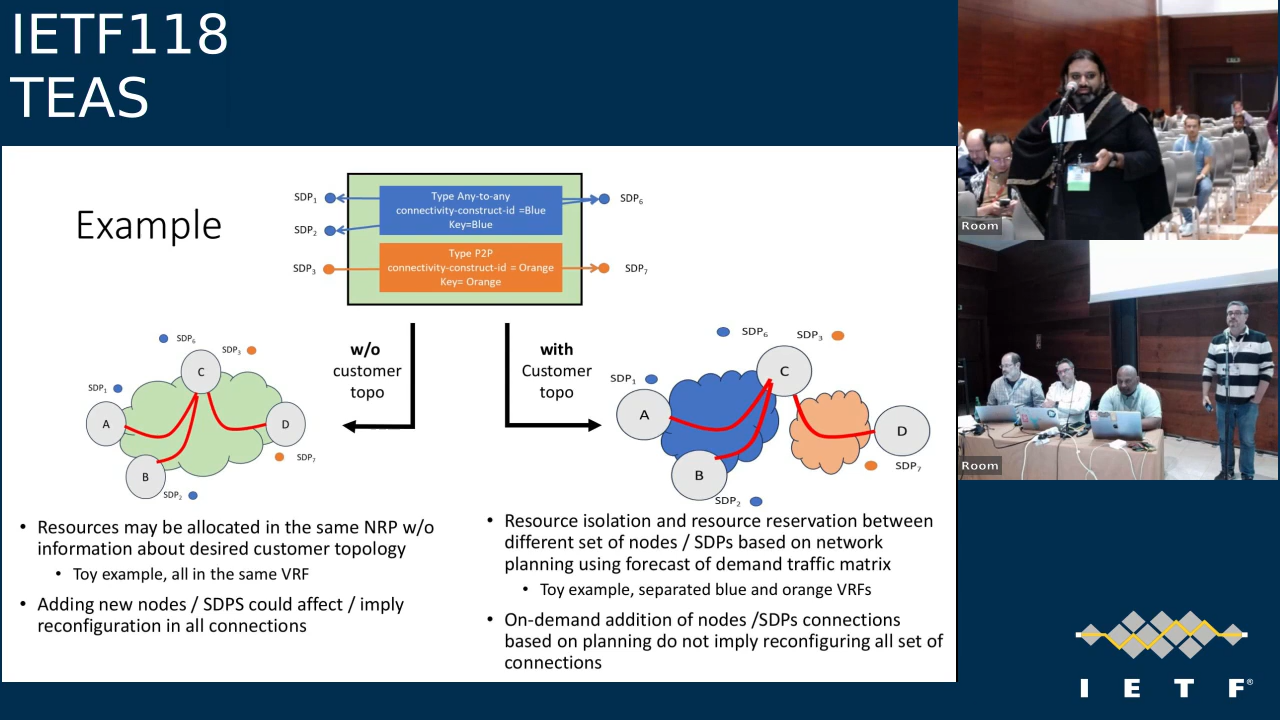 IETF118
TEAS
Example
SDP1
SDP2
SDP3
Type Any-to-any
connectivity-construct-id =Blue
Key=Blue
Type P2P
connectivity-construct-id = Orange
Key= Orange
SDP6
SDP7
w/o
customer
topo
with
Customer
topo
SDP6
SDP3
SDP1
C
A
D
B
SDP7
SDP2
SDP6
SDP3
SDP1
C
A
D
B
SDP7
SDP2
• Resources may be allocated in the same NRP w/o
information about desired customer topology
• Toy example, all in the same VRF
• Adding new nodes / SDPS could affect / imply
reconfiguration in all connections
• Resource isolation and resource reservation between
different set of nodes / SDPs based on network
planning using forecast of demand traffic matrix
• Toy example, separated blue and orange VRFs
• On-demand addition of nodes /SDPs connections
based on planning do not imply reconfiguring all set of
connections
Room
Room
I E T F®